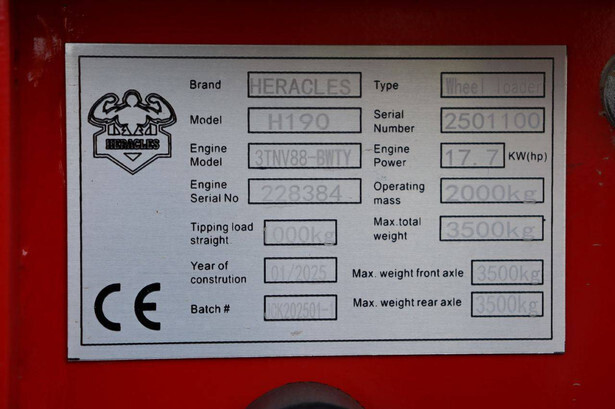 HERACLES
Brand HERACLES Type Wheel loader
Model H190 Serial Number 2501100
Engine Model 3TNV88-BWTY Engine Power 17.7 KW(hp)
Engine Serial No 228384 Operating mass 2000kg
Tipping load straight 1000kg Max.total weight 3500kg
Year of constrution 01/2025 Max. weight front axle 3500kg
Batch # Max. weight rear axle 3500kg
CE